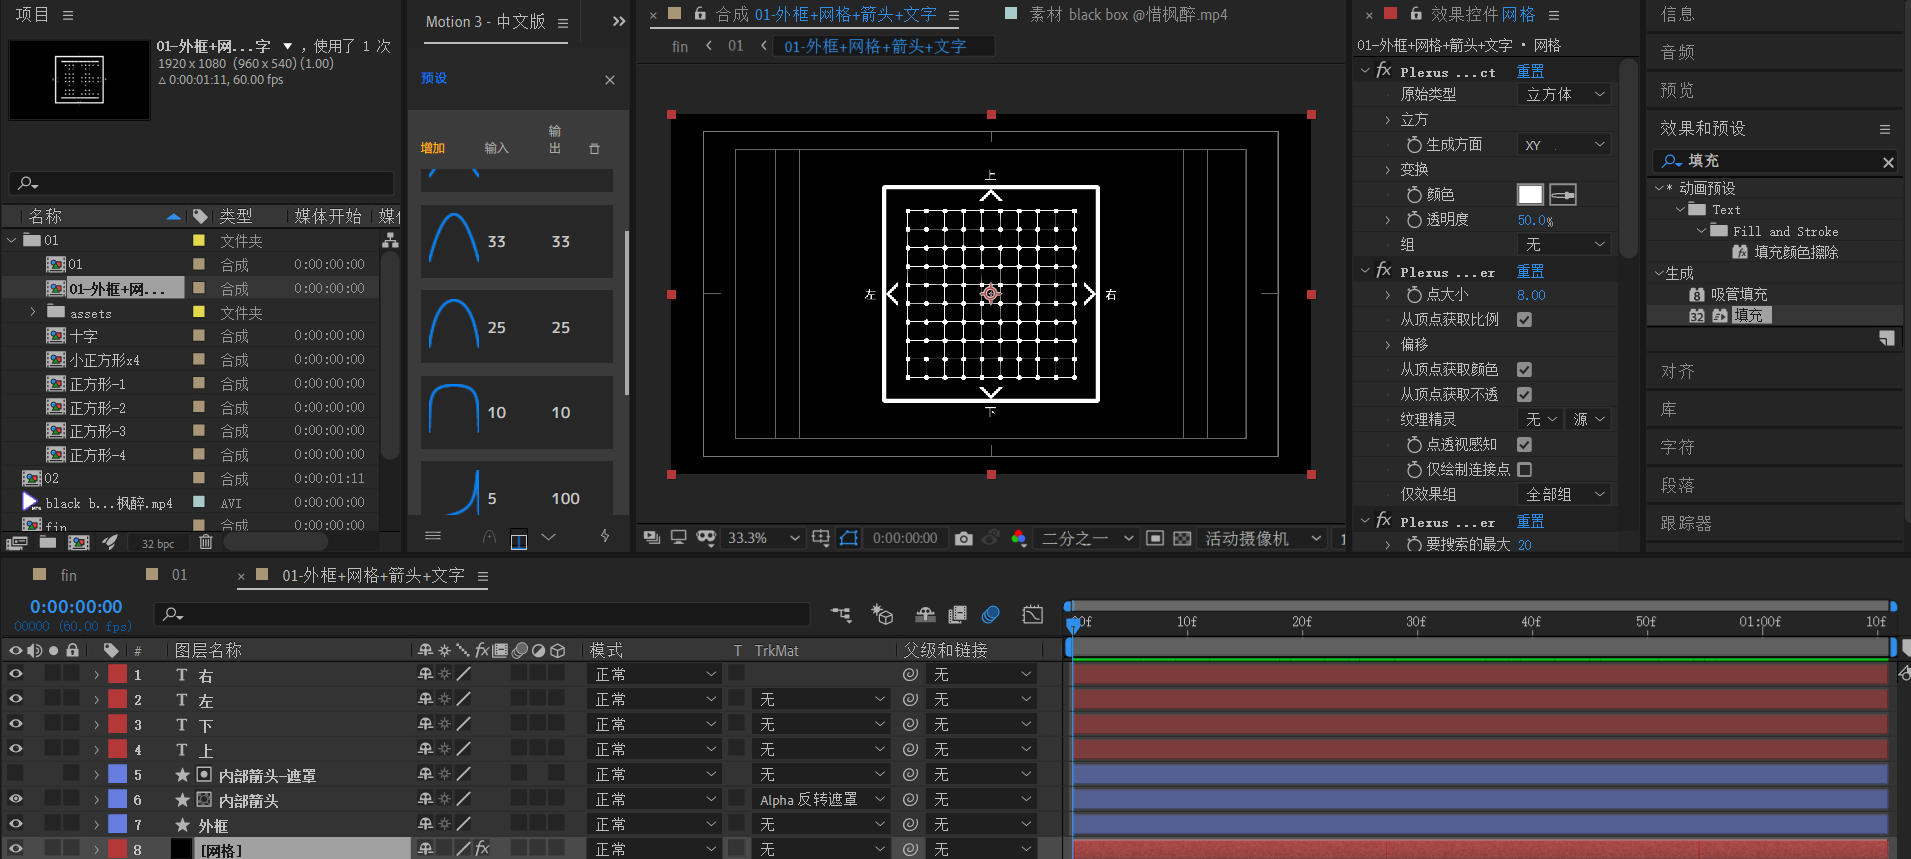 项目
01-外框+网...字 ▼ , 使用了 1 次
1920 x 1080 (960 x 540) (1.00)
△ 0:00:01:11, 60.00 fps
名称 类型 媒体开始
01 文件夹
01 合成 0:00:00:00
01-外框+网... 合成 0:00:00:00
assets 文件夹
十字 合成 0:00:00:00
小正方形x4 合成 0:00:00:00
正方形-1 合成 0:00:00:00
正方形-2 合成 0:00:00:00
正方形-3 合成 0:00:00:00
正方形-4 合成 0:00:00:00
02 合成 0:00:01:11
black b...枫醉.mp4 AVI 0:00:00:00
fin 合成 0:00:00:00
32 bpc
Motion 3 - 中文版
预设
增加 输入 输出
33 33
25 25
10 10
5 100
合成 01-外框+网格+箭头+文字
素材 black box @惜枫醉.mp4
fin 01 01-外框+网格+箭头+文字
上
左 右
下
33.3% 0:00:00:00 二分之一 活动摄像机 1
效果控件 网格
01-外框+网格+箭头+文字 • 网格
fx Plexus ...ct 重置
原始类型 立方体
立方
生成方面 XY
变换
颜色
透明度 50.0%
组 无
fx Plexus ...er 重置
点大小 8.00
从顶点获取比例
偏移
从顶点获取颜色
从顶点获取不透
纹理精灵 无 源
点透视感知
仅绘制连接点
仅效果组 全部组
fx Plexus ...er 重置
要搜索的最大 20
信息
音频
预览
效果和预设
填充
* 动画预设
Text
Fill and Stroke
填充颜色擦除
生成
吸管填充
填充
对齐
库
字符
段落
跟踪器
fin 01 01-外框+网格+箭头+文字
0:00:00:00
00000 (60.00 fps)
00f 10f 20f 30f 40f 50f 01:00f 10f
# 图层名称 fx 模式 T TrkMat 父级和链接
1 T 右 正常 无
2 T 左 正常 无 无
3 T 下 正常 无 无
4 T 上 正常 无 无
5 内部箭头-遮罩 正常 无 无
6 内部箭头 正常 Alpha 反转遮罩 无
7 外框 正常 无 无
8 [网格] fx 正常 无 无